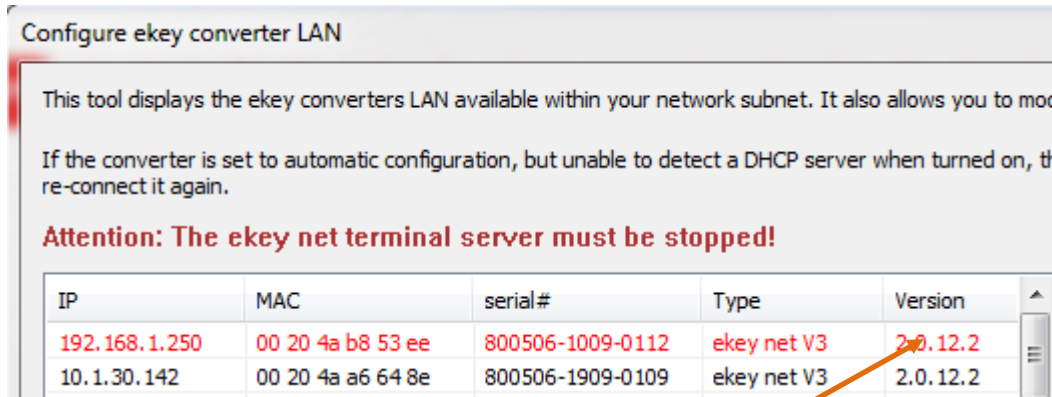 Configure ekey converter LAN
This tool displays the ekey converters LAN available within your network subnet. It also allows you to
If the converter is set to automatic configuration, but unable to detect a DHCP server when turned on,
re-connect it again.
Attention: The ekey net terminal server must be stopped!
IP MAC serial# Type Version
192.168.1.250 00 20 4a b8 53 ee 800506-1009-0112 ekey net V3 2.0.12.2
10.1.30.142 00 20 4a a6 64 8e 800506-1909-0109 ekey net V3 2.0.12.2